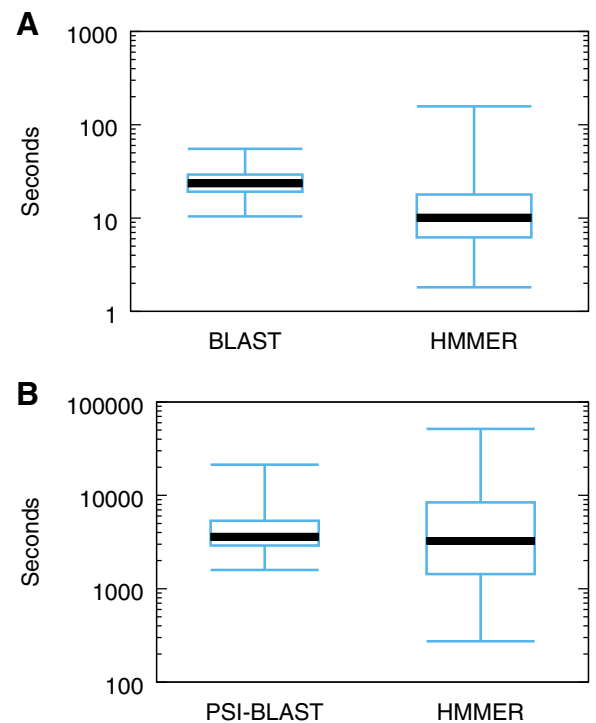 A
1000
100
10
1
Seconds
BLAST HMMER
B
100000
10000
1000
100
Seconds
PSI-BLAST HMMER